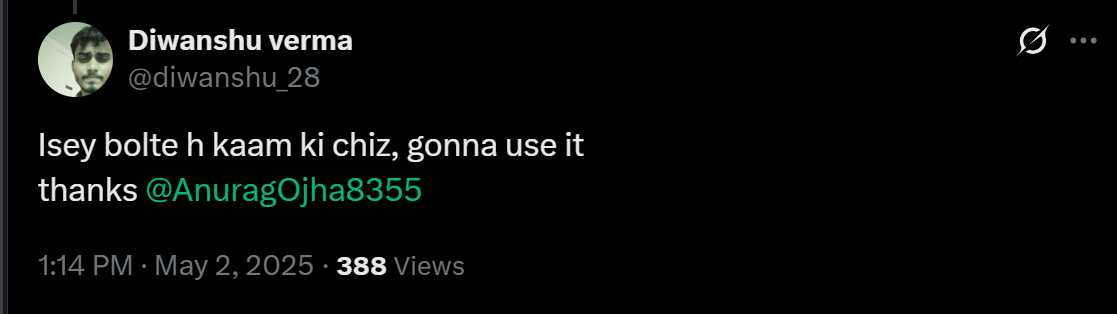 Diwanshu verma
@diwanshu_28
Isey bolte h kaam ki chiz, gonna use it
thanks @AnuragOjha8355
1:14 PM · May 2, 2025 · 388 Views